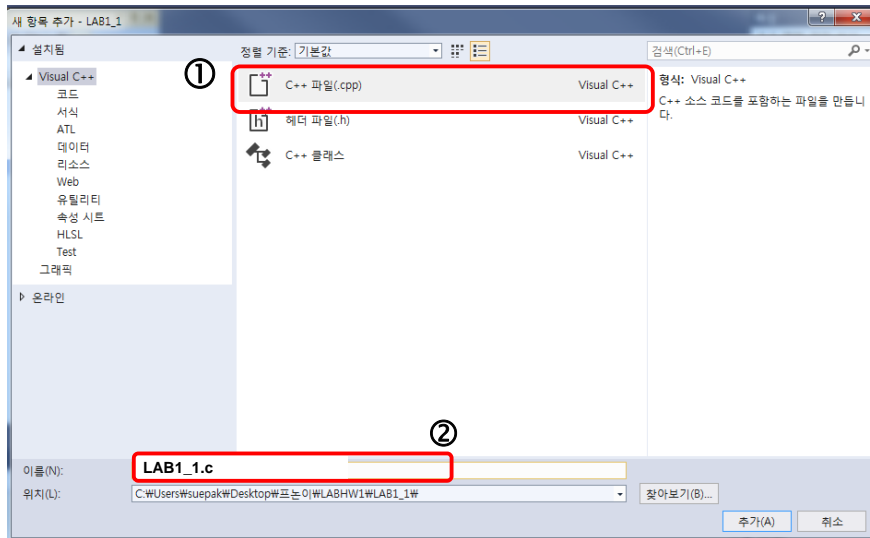 새 항목 추가 - LAB1_1
설치됨
정렬 기준: 기본값
검색(Ctrl+E)
Visual C++
코드
서식
ATL
데이터
리소스
Web
유틸리티
속성 시트
HLSL
Test
그래픽
온라인
①
C++ 파일(.cpp) Visual C++
헤더 파일(.h) Visual C++
C++ 클래스 Visual C++
형식: Visual C++
C++ 소스 코드를 포함하는 파일을 만듭니
다.
②
이름(N): LAB1_1.c
위치(L): C:₩Users₩suepak₩Desktop₩프논이₩LABHW1₩LAB1_1₩
찾아보기(B)...
추가(A) 취소